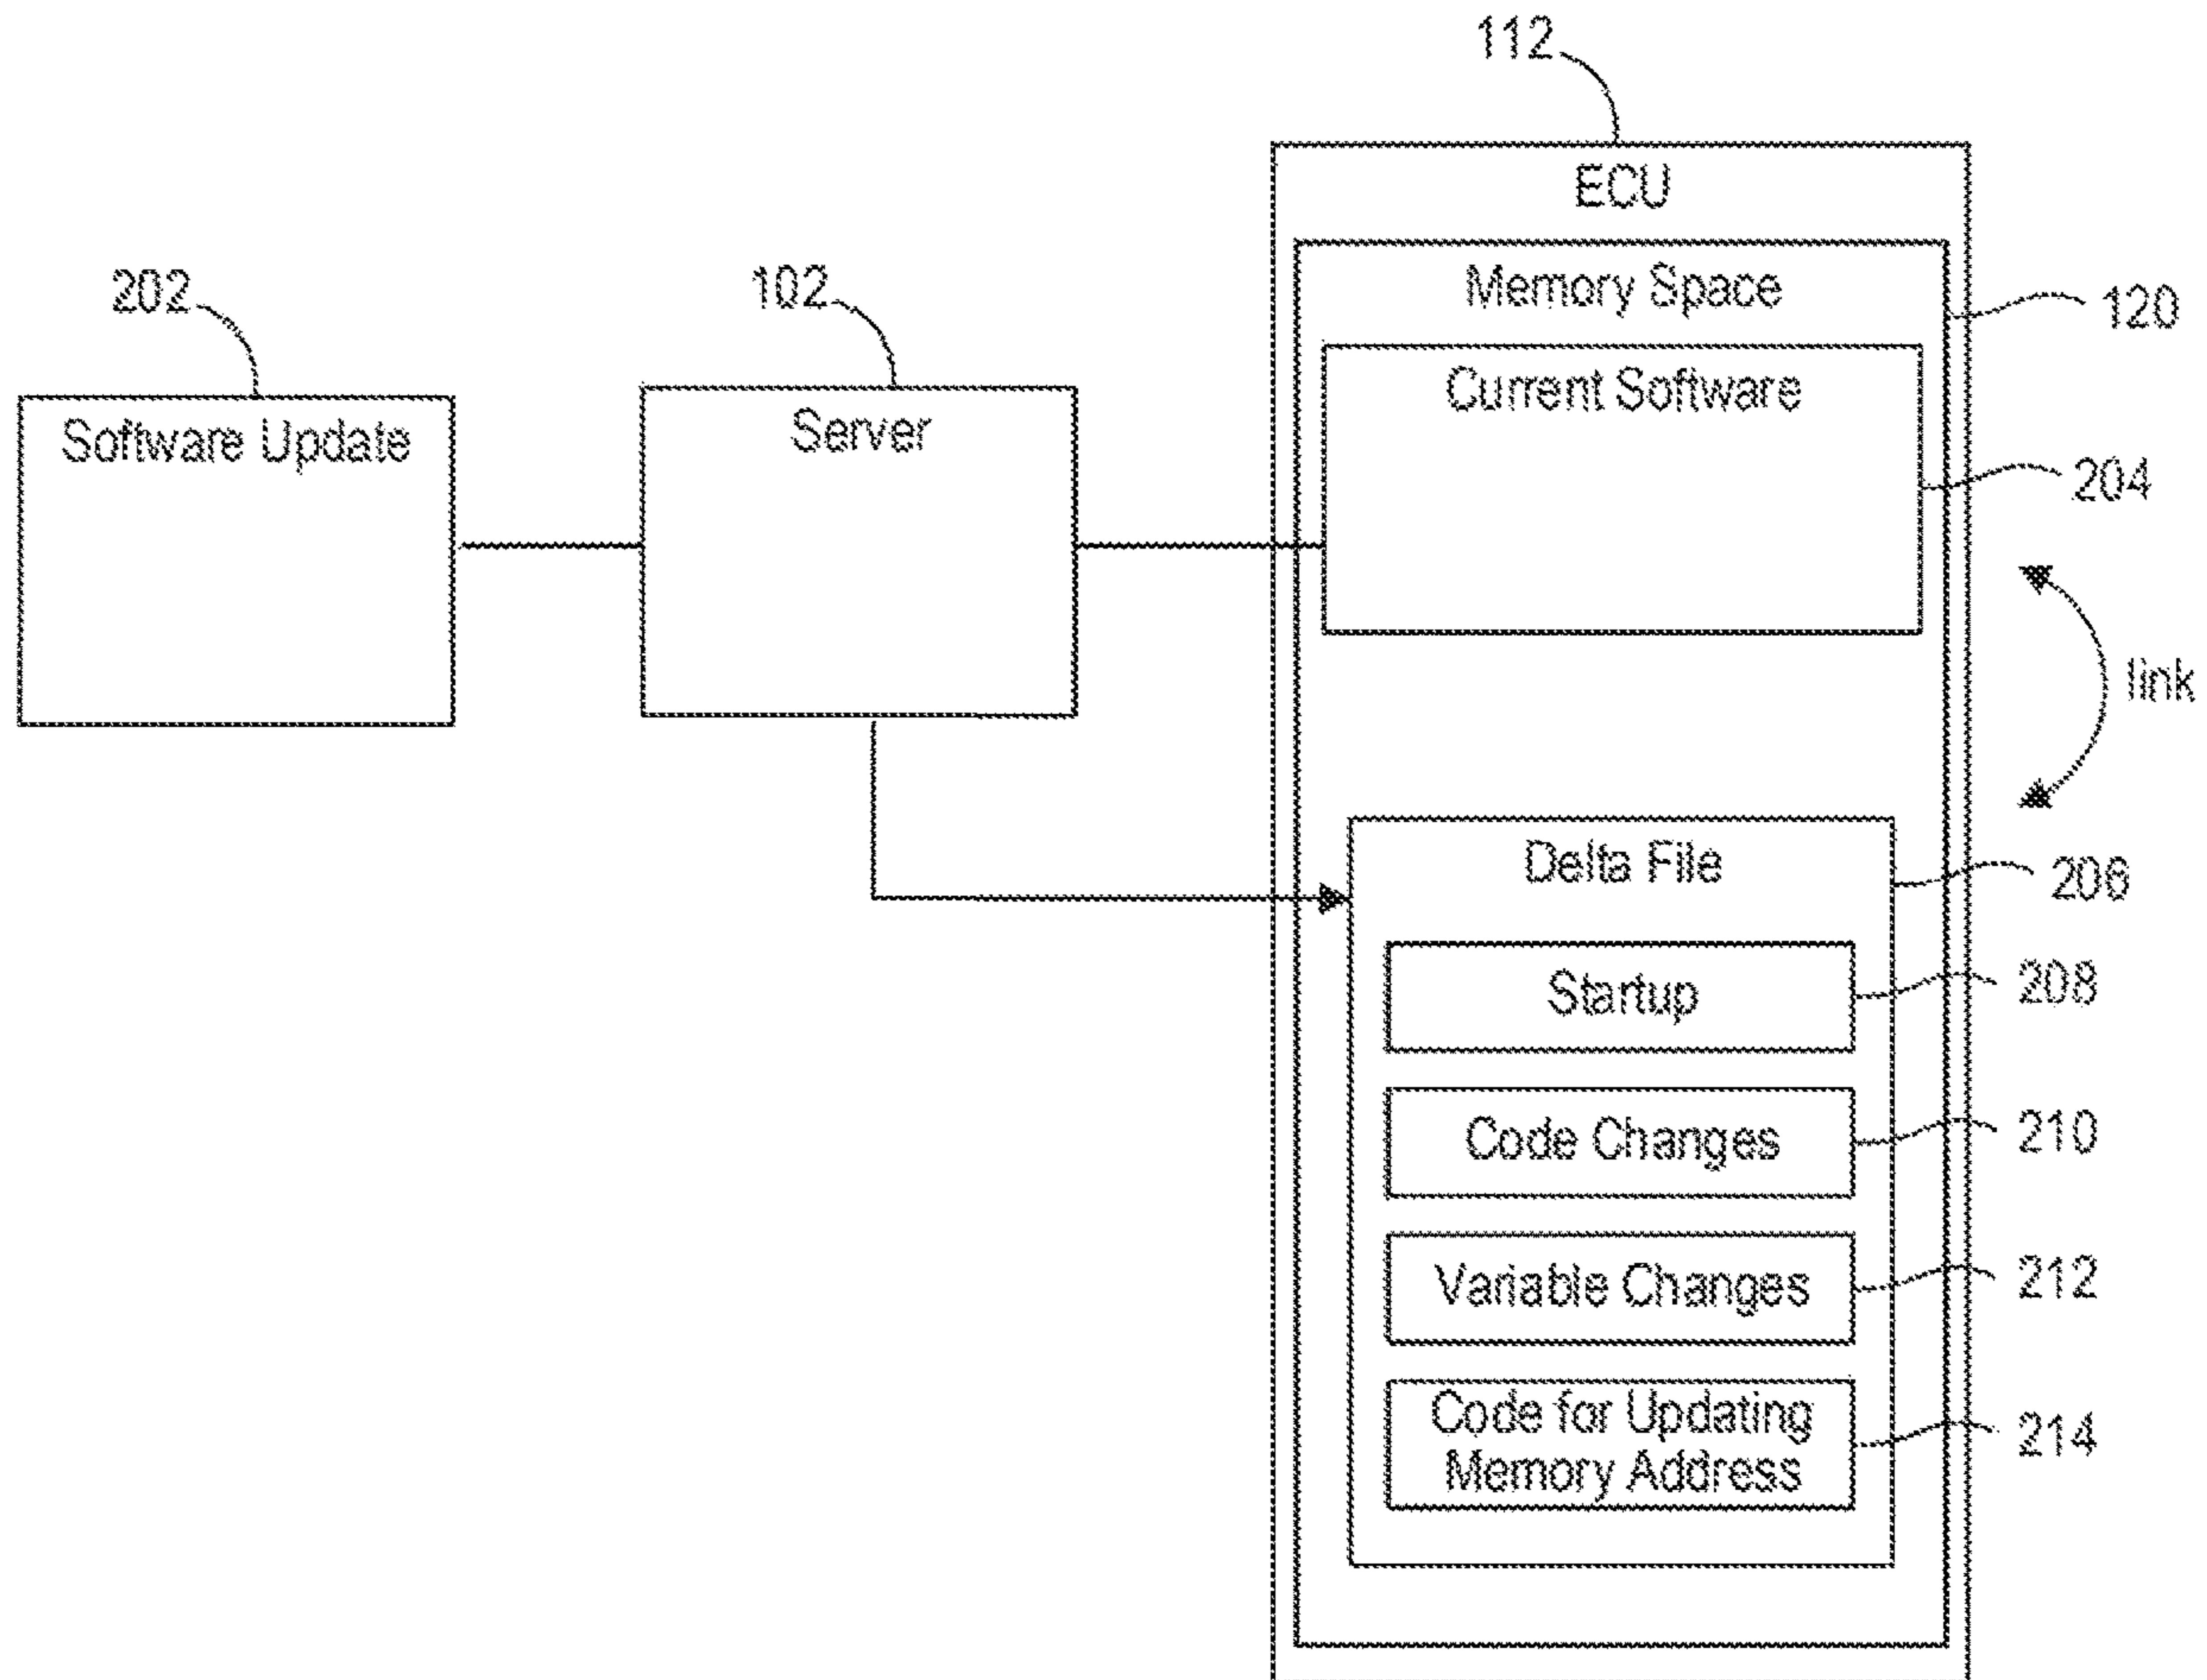 112
ECU
202
102
Memory Space
120
Software Update
Server
Current Software
204
link
Delta File
206
Startup
208
Code Changes
210
Variable Changes
212
Code for Updating
Memory Address
214